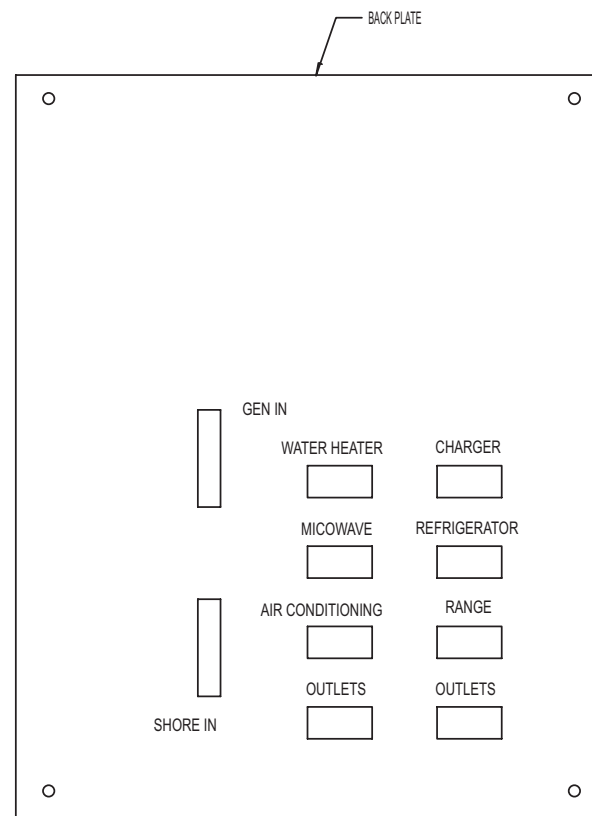 BACK PLATE
GEN IN
WATER HEATER
CHARGER
MICOWAVE
REFRIGERATOR
AIR CONDITIONING
RANGE
OUTLETS
OUTLETS
SHORE IN